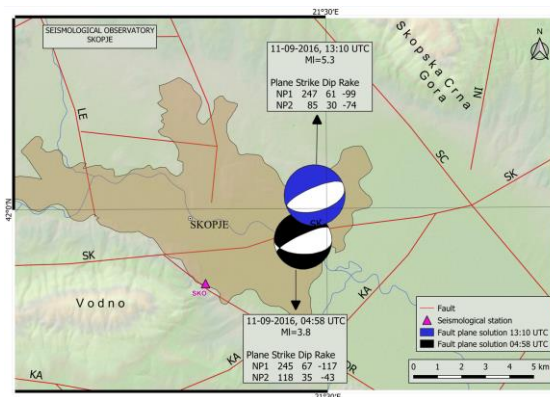 21°30'E
SEISMOLOGICAL OBSERVATORY
SKOPJE
11-09-2016, 13:10 UTC
Ml=5.3
Plane Strike Dip Rake
NP1 247 61 -99
NP2 85 30 -74
Skopska Crna
Gora
N
LE
IN
SC
SK
42°0'N
SKOPJE
SK
SK
SKO
Vodno
KA
11-09-2016, 04:58 UTC
Ml=3.8
Plane Strike Dip Rake
NP1 245 67 -117
NP2 118 35 -43
KA
KA
Fault
Seismological station
Fault plane solution 13:10 UTC
Fault plane solution 04:58 UTC
0 1 2 3 4 5 km
21°30'E